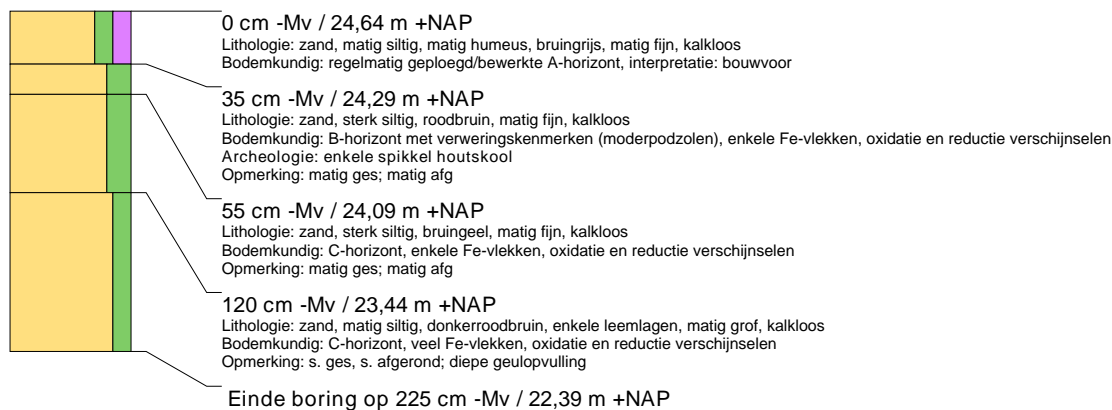 0 cm -Mv / 24,64 m +NAP
Lithologie: zand, matig siltig, matig humeus, bruingrijs, matig fijn, kalkloos
Bodemkundig: regelmatig geploegd/bewerkte A-horizont, interpretatie: bouwvoor
35 cm -Mv / 24,29 m +NAP
Lithologie: zand, sterk siltig, roodbruin, matig fijn, kalkloos
Bodemkundig: B-horizont met verweringskenmerken (moderpodzolen), enkele Fe-vlekken, oxidatie en reductie verschijnselen
Archeologie: enkele spikkel houtskool
Opmerking: matig ges; matig afg
55 cm -Mv / 24,09 m +NAP
Lithologie: zand, sterk siltig, bruingeel, matig fijn, kalkloos
Bodemkundig: C-horizont, enkele Fe-vlekken, oxidatie en reductie verschijnselen
Opmerking: matig ges; matig afg
120 cm -Mv / 23,44 m +NAP
Lithologie: zand, matig siltig, donkerroodbruin, enkele leemlagen, matig grof, kalkloos
Bodemkundig: C-horizont, veel Fe-vlekken, oxidatie en reductie verschijnselen
Opmerking: s. ges, s. afgerond; diepe geulopvulling
Einde boring op 225 cm -Mv / 22,39 m +NAP